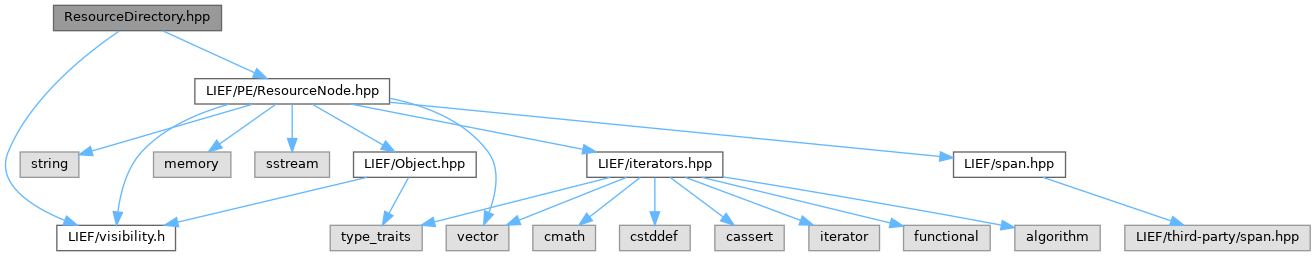 ResourceDirectory.hpp
LIEF/PE/ResourceNode.hpp
string
memory
sstream
LIEF/Object.hpp
LIEF/iterators.hpp
LIEF/span.hpp
LIEF/visibility.h
type_traits
vector
cmath
cstddef
cassert
iterator
functional
algorithm
LIEF/third-party/span.hpp